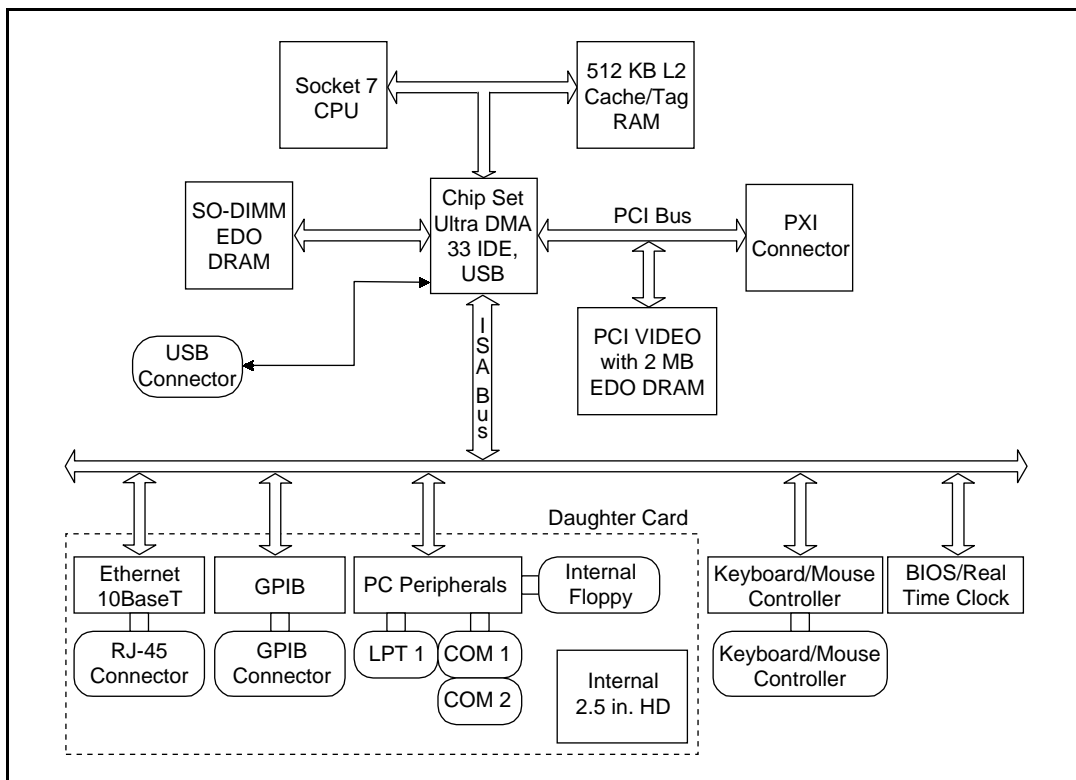 Socket 7
CPU
512 KB L2
Cache/Tag
RAM
SO-DIMM
EDO
DRAM
Chip Set
Ultra DMA
33 IDE,
USB
PCI Bus
PXI
Connector
USB
Connector
ISA Bus
PCI VIDEO
with 2 MB
EDO DRAM
Daughter Card
Ethernet
10BaseT
GPIB
PC Peripherals
Internal
Floppy
Keyboard/Mouse
Controller
BIOS/Real
Time Clock
RJ-45
Connector
GPIB
Connector
LPT 1
COM 1
COM 2
Internal
2.5 in. HD
Keyboard/Mouse
Controller